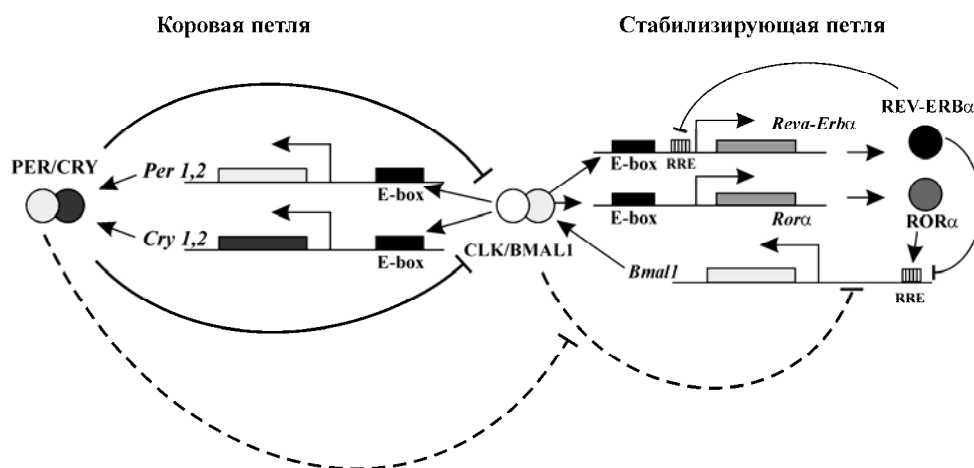 Коровая петля
Стабилизирующая петля
PER/CRY
Per 1,2
E-box
Cry 1,2
E-box
CLK/BMAL1
E-box
RRE
Reva-Erbα
REV-ERBα
E-box
Rorα
RORα
Bmal1
RRE